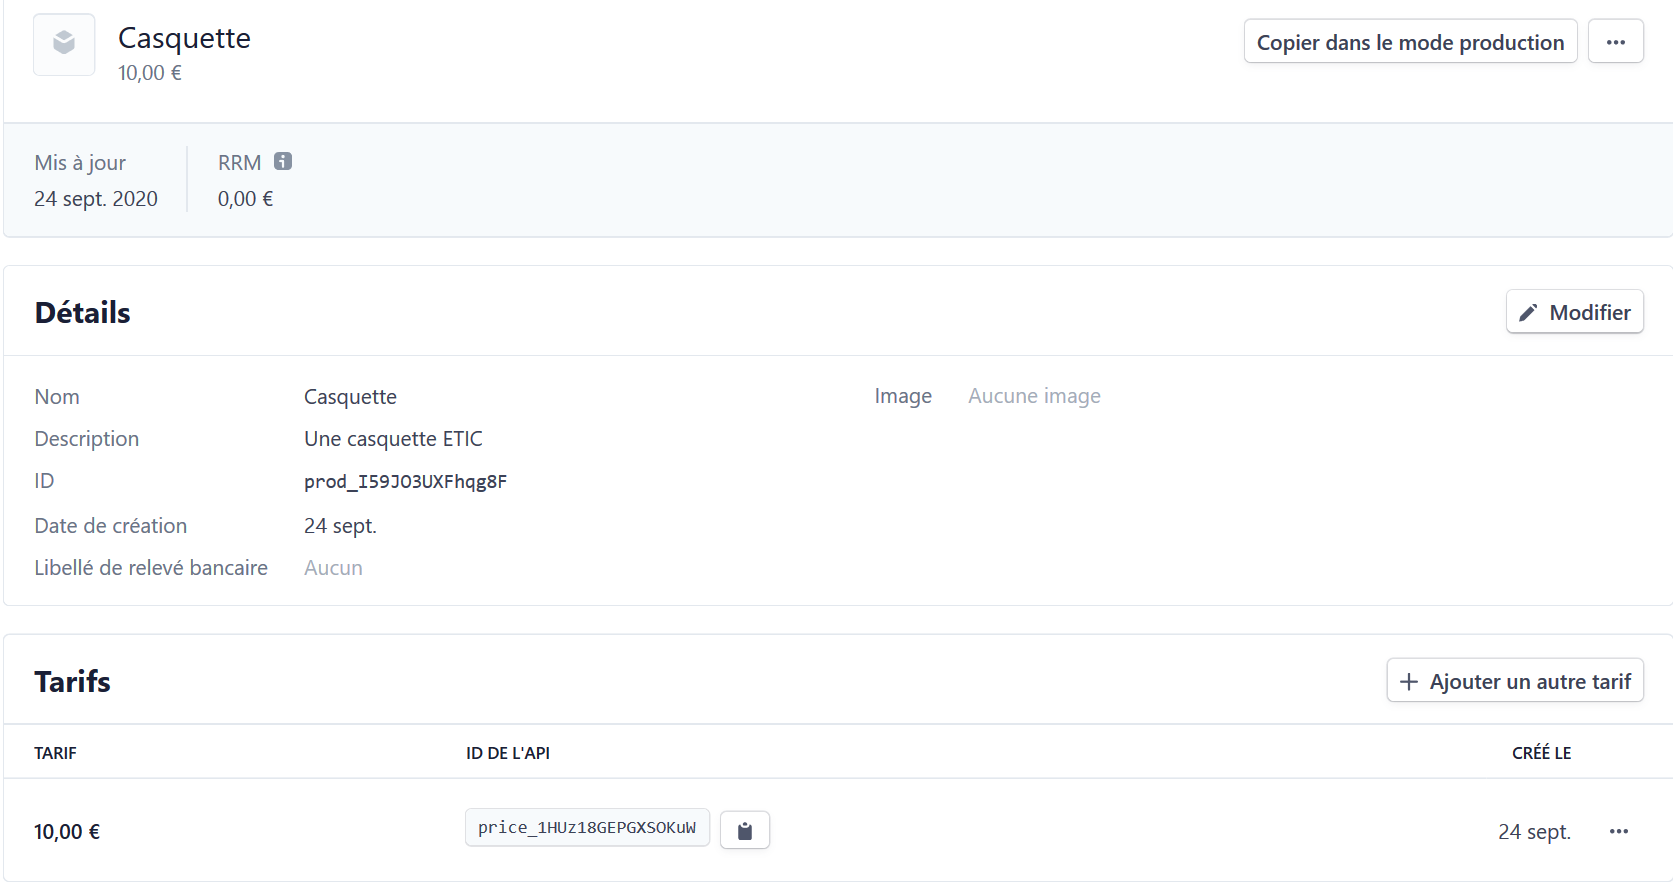 Casquette
10,00 €
Copier dans le mode production
Mis à jour
24 sept. 2020
RRM
0,00 €
Détails
Modifier
Nom
Casquette
Image
Aucune image
Description
Une casquette ETIC
ID
prod_I59JO3UXFhqg8F
Date de création
24 sept.
Libellé de relevé bancaire
Aucun
Tarifs
Ajouter un autre tarif
TARIF
ID DE L'API
CRÉÉ LE
10,00 €
price_1HUz18GEPGXSOKuW
24 sept.